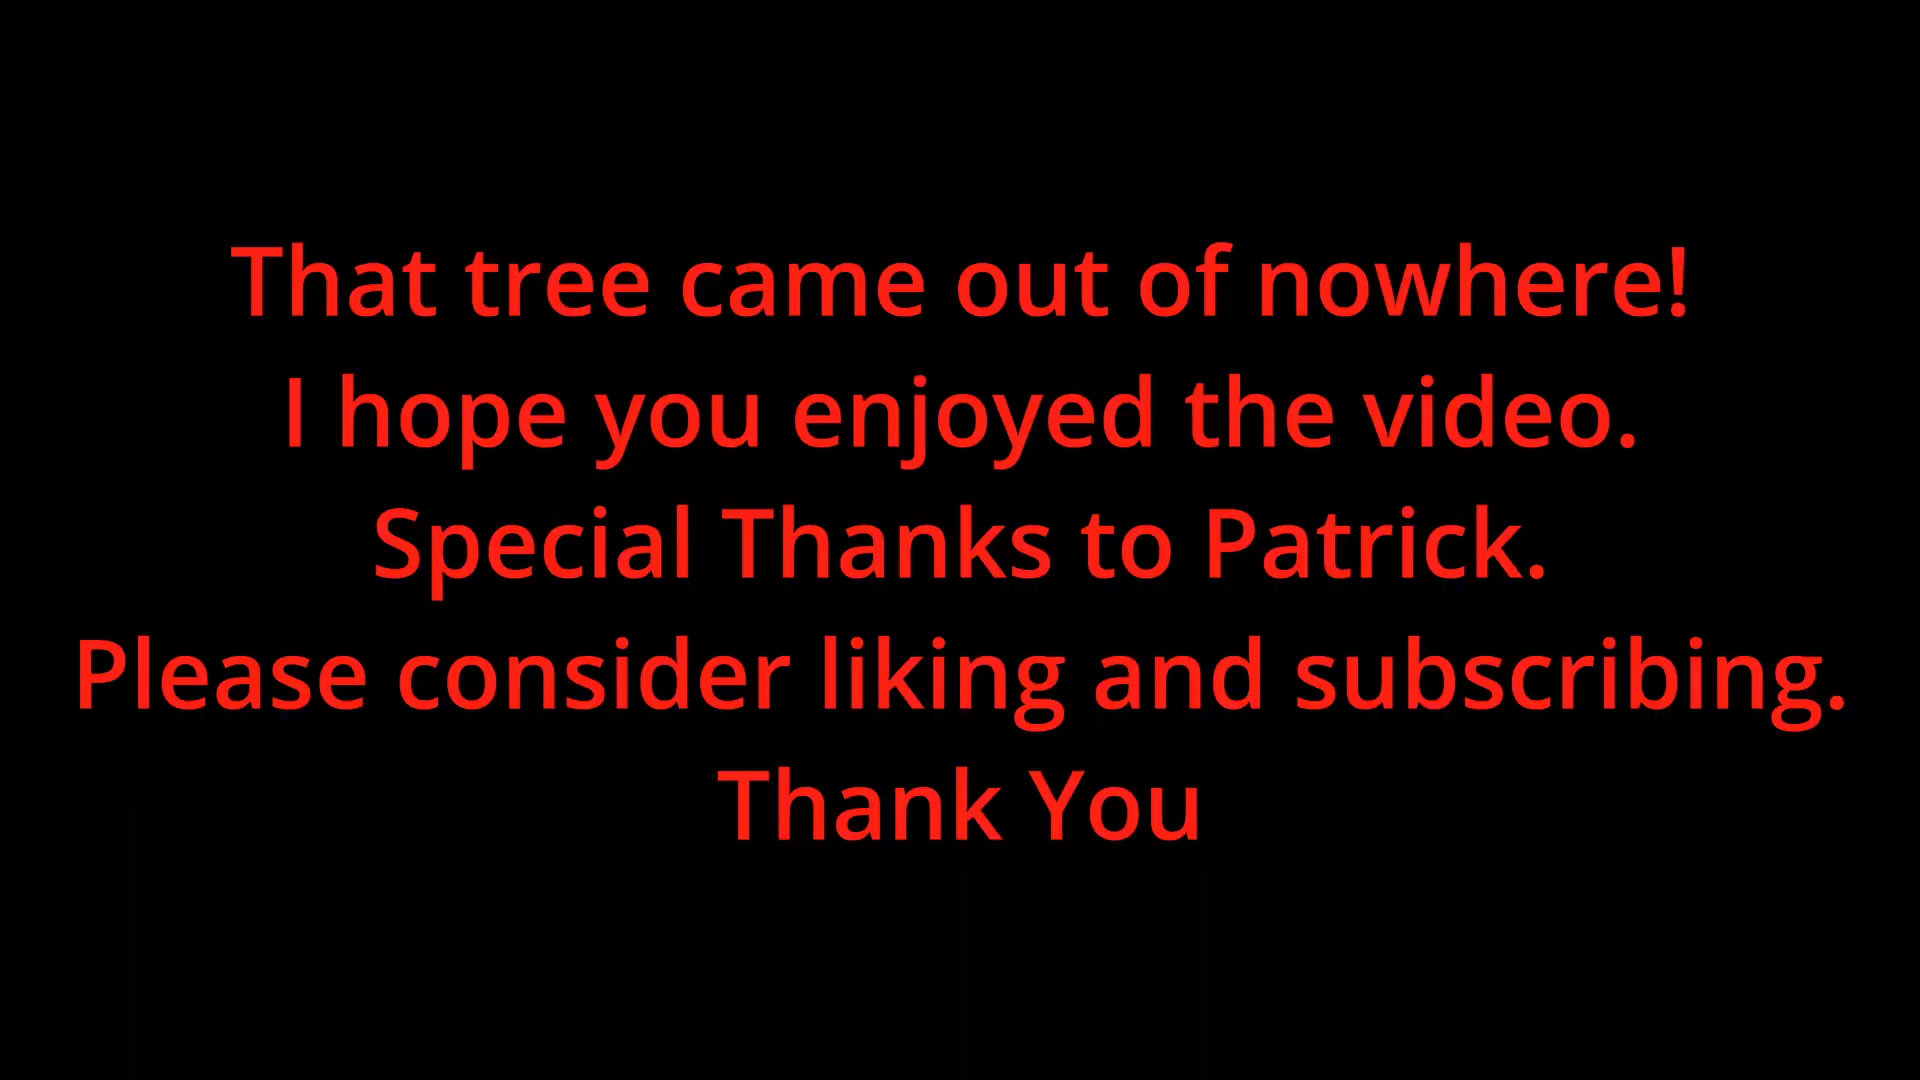 That tree came out of nowhere!
I hope you enjoyed the video.
Special Thanks to Patrick.
Please consider liking and subscribing.
Thank You